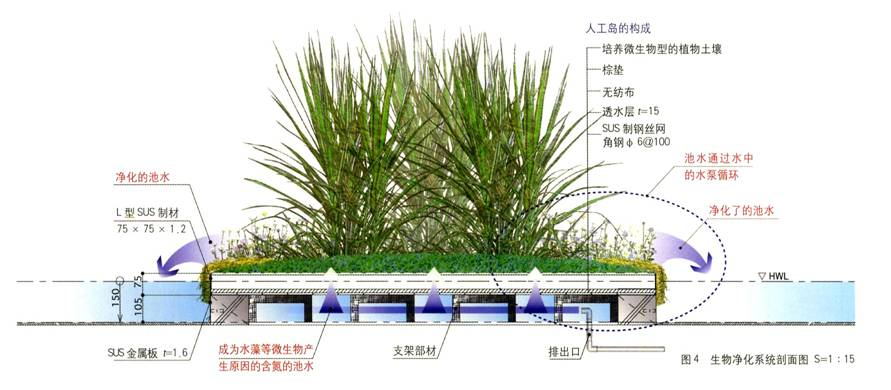 人工岛的构成
培养微生物型的植物土壤
棕垫
无纺布
透水层 t=15
SUS 制钢丝网
角钢 φ 6@100
池水通过水中
的水泵循环
净化的池水
净化了的池水
L 型 SUS 制材
75 × 75 × 1.2
HWL
75
150
105
C12
C12
SUS 金属板 t=1.6
成为水藻等微生物产
生原因的含氮的池水
支架部材
排出口
图 4 生物净化系统剖面图 S=1：15